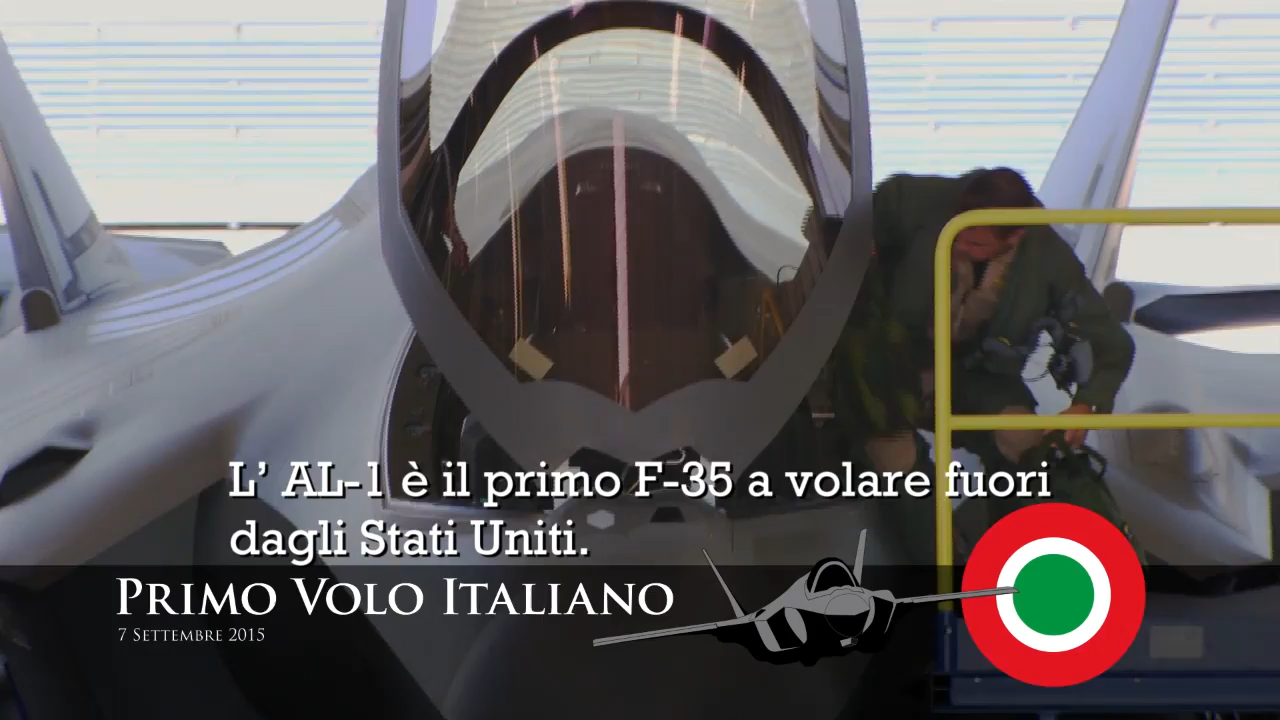 L' AL-1 è il primo F-35 a volare fuori
dagli Stati Uniti.
Primo Volo Italiano
7 Settembre 2015